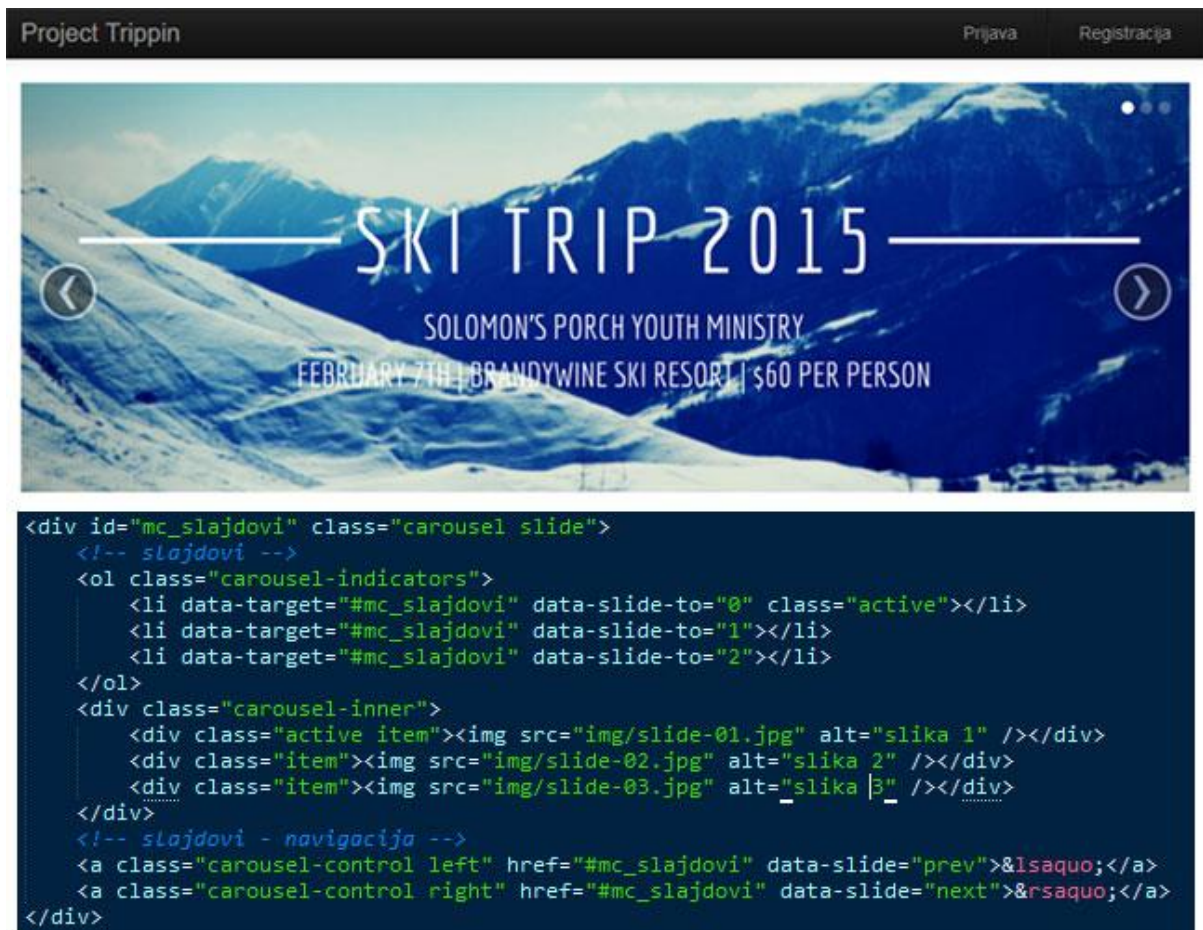 Project Trippin Prijava Registracija
SKI TRIP 2015
SOLOMON'S PORCH YOUTH MINISTRY
FEBRUARY 7TH | BRANDYWINE SKI RESORT | $60 PER PERSON
<div id="mc_slajdovi" class="carousel slide">
<!-- slajdovi -->
<ol class="carousel-indicators">
<li data-target="#mc_slajdovi" data-slide-to="0" class="active"></li>
<li data-target="#mc_slajdovi" data-slide-to="1"></li>
<li data-target="#mc_slajdovi" data-slide-to="2"></li>
</ol>
<div class="carousel-inner">
<div class="active item"><img src="img/slide-01.jpg" alt="slika 1" /></div>
<div class="item"><img src="img/slide-02.jpg" alt="slika 2" /></div>
<div class="item"><img src="img/slide-03.jpg" alt="slika 3" /></div>
</div>
<!-- slajdovi - navigacija -->
<a class="carousel-control left" href="#mc_slajdovi" data-slide="prev">&lsaquo;</a>
<a class="carousel-control right" href="#mc_slajdovi" data-slide="next">&rsaquo;</a>
</div>